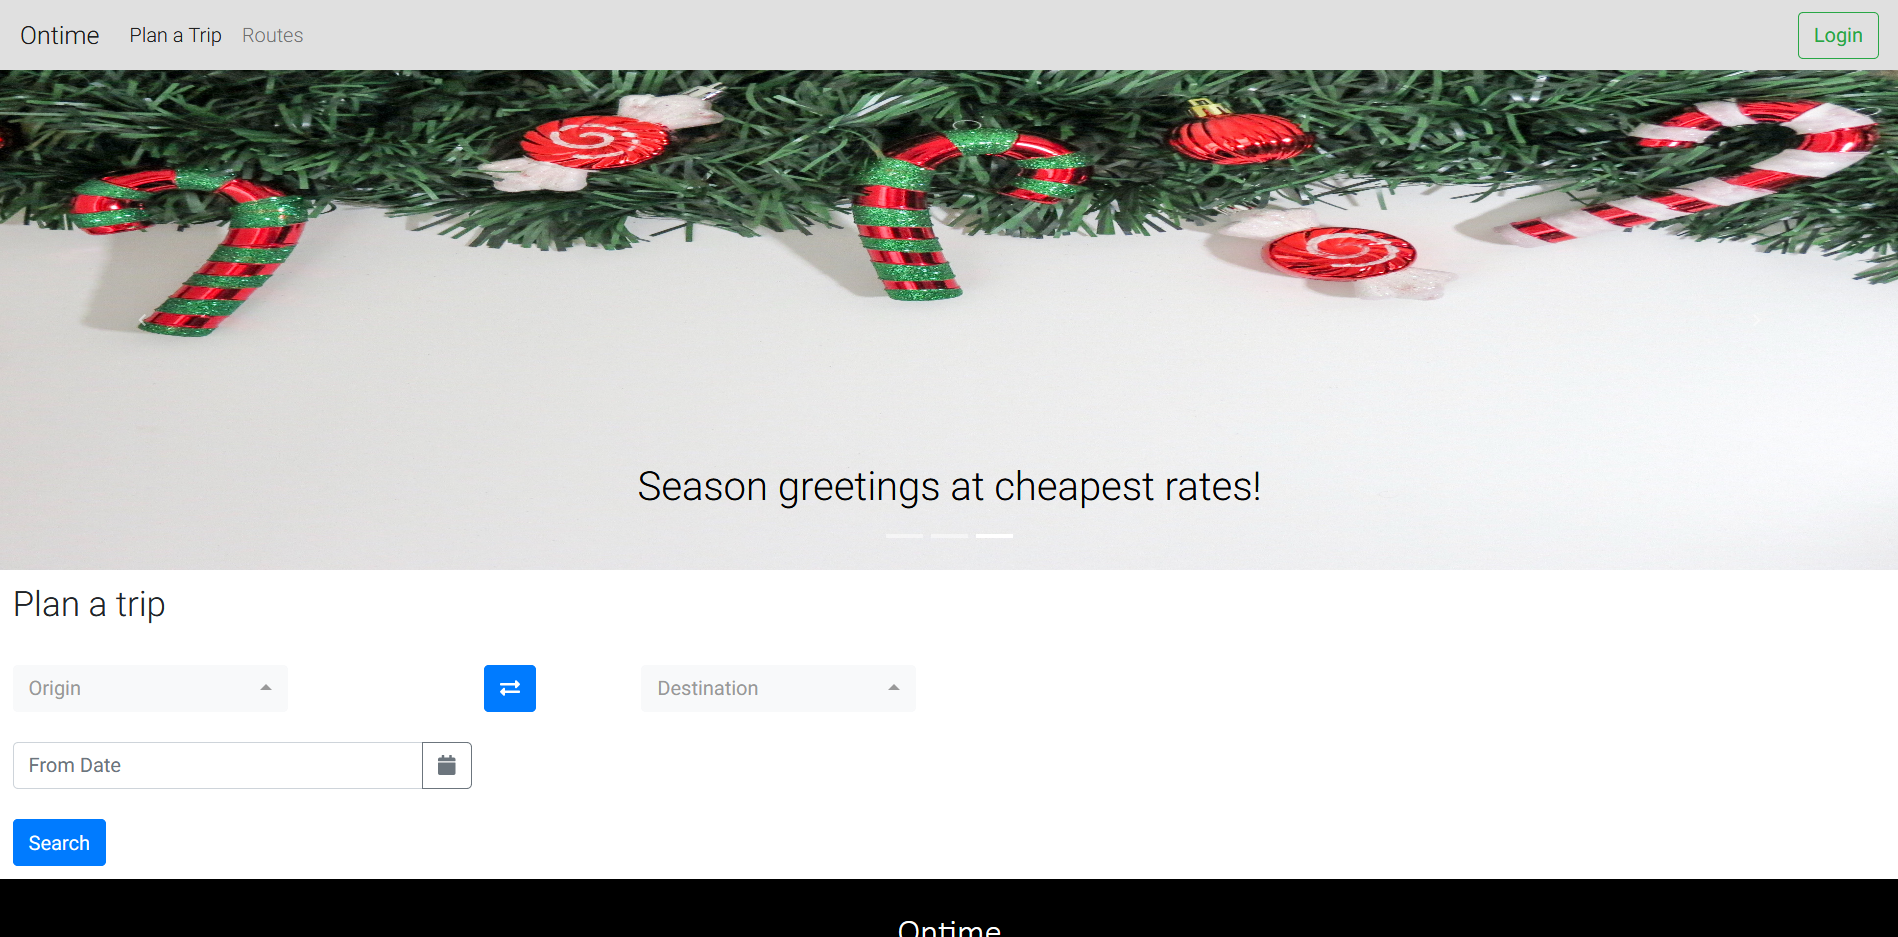 Ontime Plan a Trip Routes Login
Season greetings at cheapest rates!
Plan a trip
Origin Destination
From Date
Search
Ontime